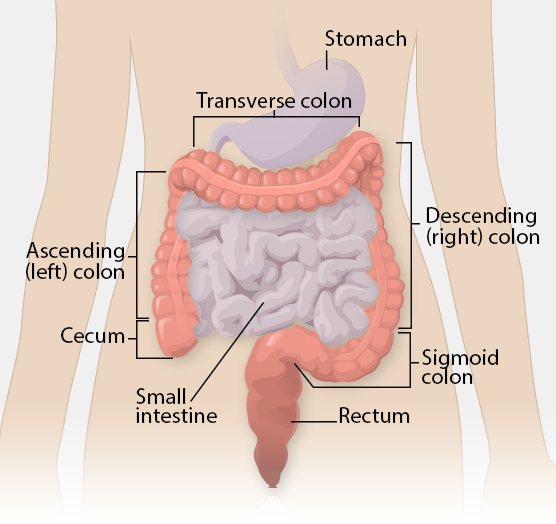 Stomach
Transverse colon
Descending
(right) colon
Ascending
(left) colon
Cecum
Sigmoid
colon
Small
intestine
Rectum